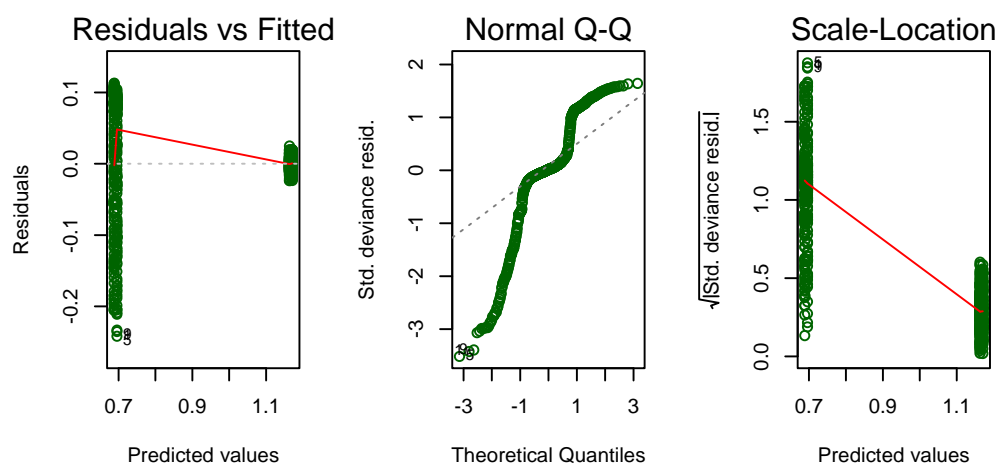 Residuals vs Fitted
Residuals
0.1
0.0
-0.1
-0.2
0.7
0.9
1.1
Predicted values
Normal Q-Q
Std. deviance resid.
2
1
0
-1
-2
-3
-3
-1
1
3
Theoretical Quantiles
Scale-Location
√|Std. deviance resid.|
1.5
1.0
0.5
0.0
0.7
0.9
1.1
Predicted values